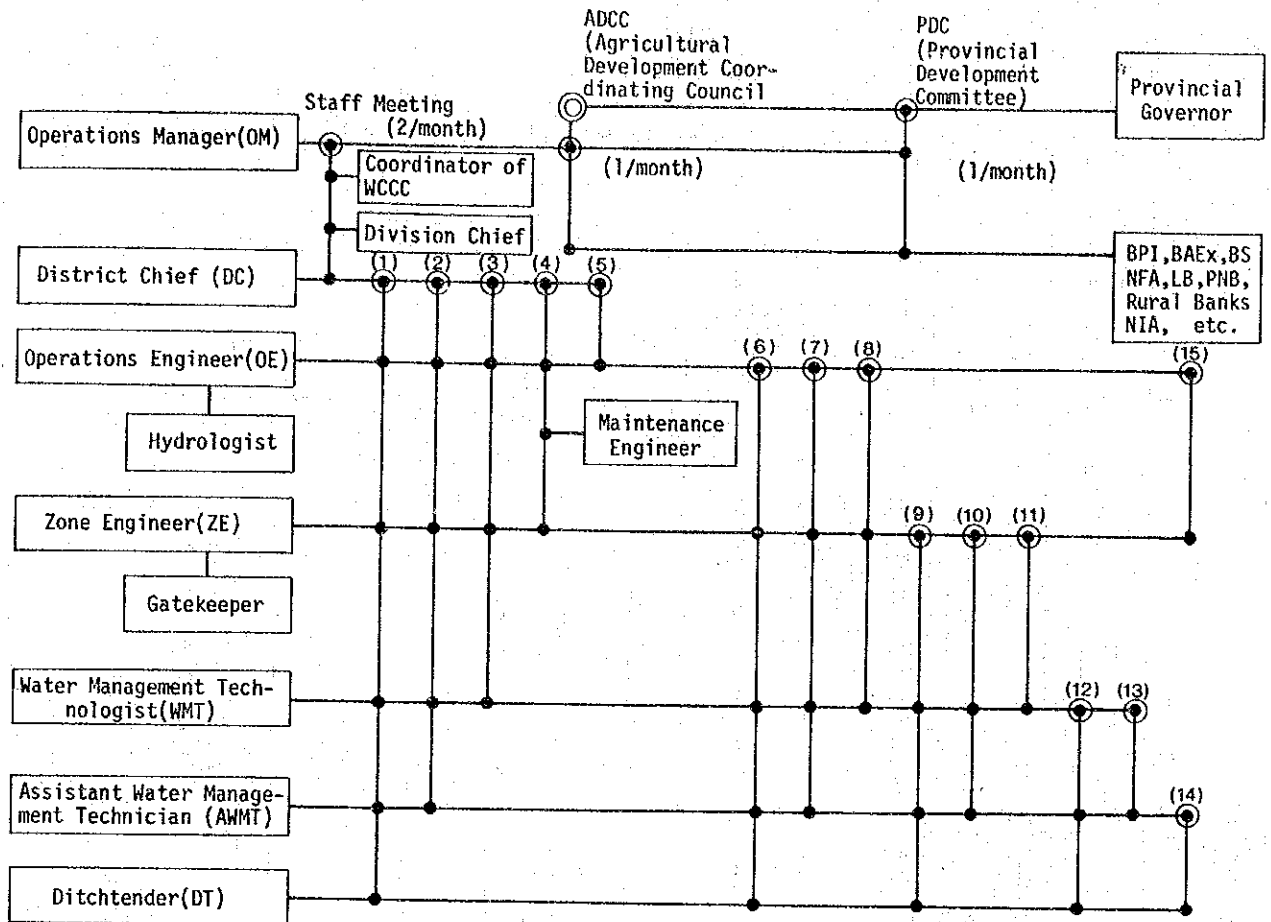 ADCC
(Agricultural
Development Coor-
dinating Council
PDC
(Provincial
Development
Committee)
Provincial
Governor
Staff Meeting
(2/month)
Operations Manager(OM)
Coordinator of
WCCC
(1/month)
(1/month)
Division Chief
District Chief (DC)
(1)
(2)
(3)
(4)
(5)
BPI,BAEx,BS
NFA,LB,PNB,
Rural Banks
NIA, etc.
Operations Engineer(OE)
(6)
(7)
(8)
(15)
Hydrologist
Maintenance
Engineer
Zone Engineer(ZE)
(9)
(10)
(11)
Gatekeeper
Water Management Tech-
nologist(WMT)
(12)
(13)
Assistant Water Manage-
ment Technician (AWMT)
(14)
Ditchtender(DT)